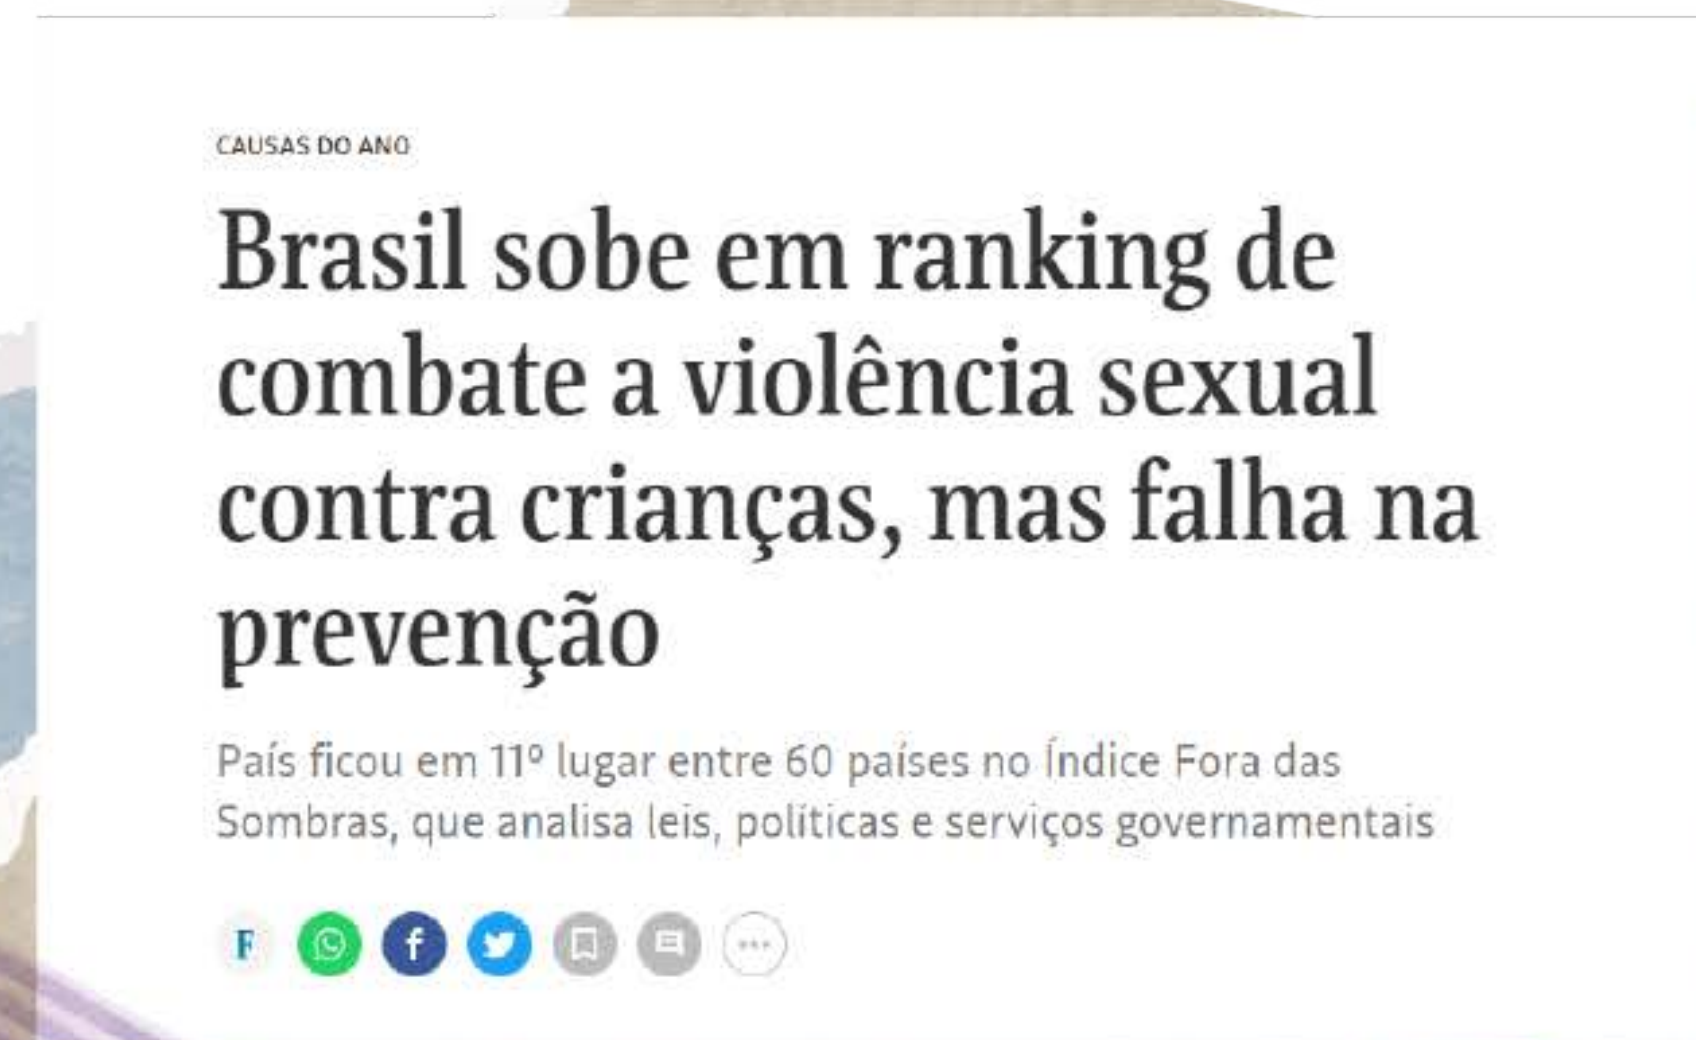 CAUSAS DO ANO
Brasil sobe em ranking de
combate a violência sexual
contra crianças, mas falha na
prevenção
País ficou em 11º lugar entre 60 países no Índice Fora das
Sombras, que analisa leis, políticas e serviços governamentais
F